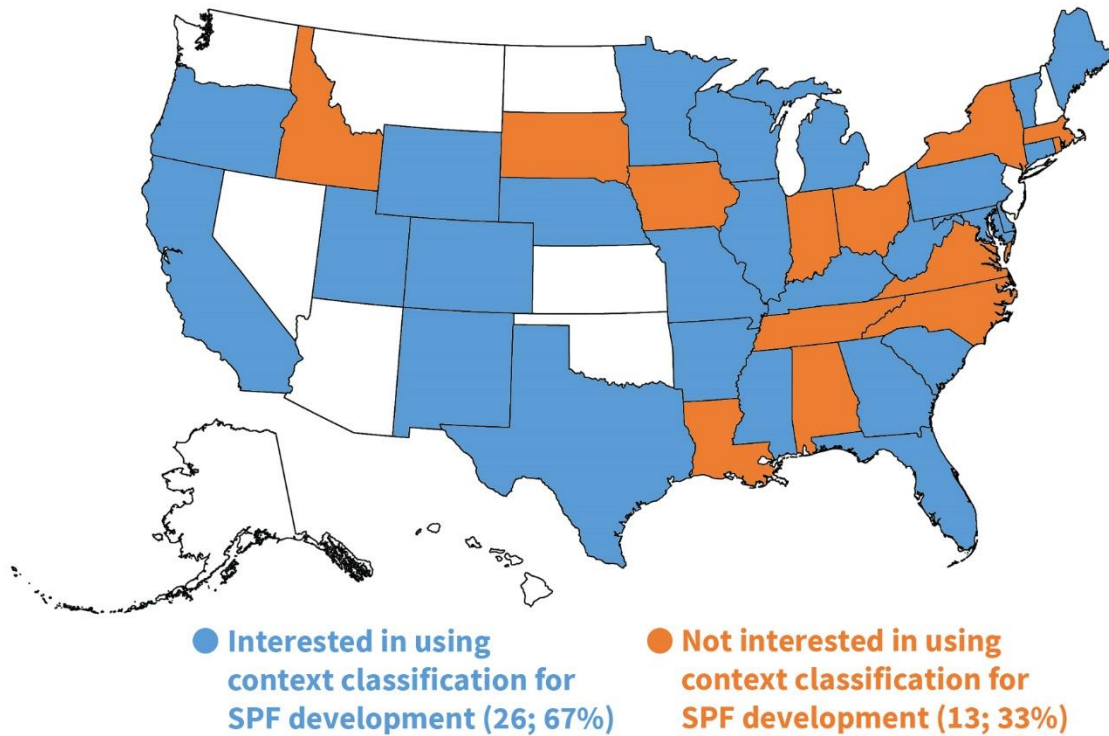 Interested in using
context classification for
SPF development (26; 67%)
Not interested in using
context classification for
SPF development (13; 33%)